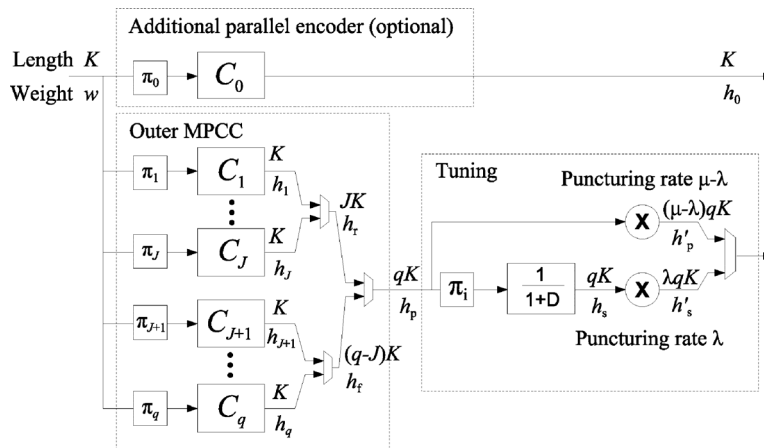 Additional parallel encoder (optional)
Length K
Weight w
π0
C0
K
h0
Outer MPCC
π1
C1
K
h1
πJ
CJ
K
hJ
JK
hr
πJ+1
CJ+1
K
hJ+1
(q-J)K
hf
πq
Cq
K
hq
qK
hp
Tuning
Puncturing rate μ-λ
X
(μ-λ)qK
h'p
πi
1
1+D
qK
hs
X
λqK
h's
Puncturing rate λ